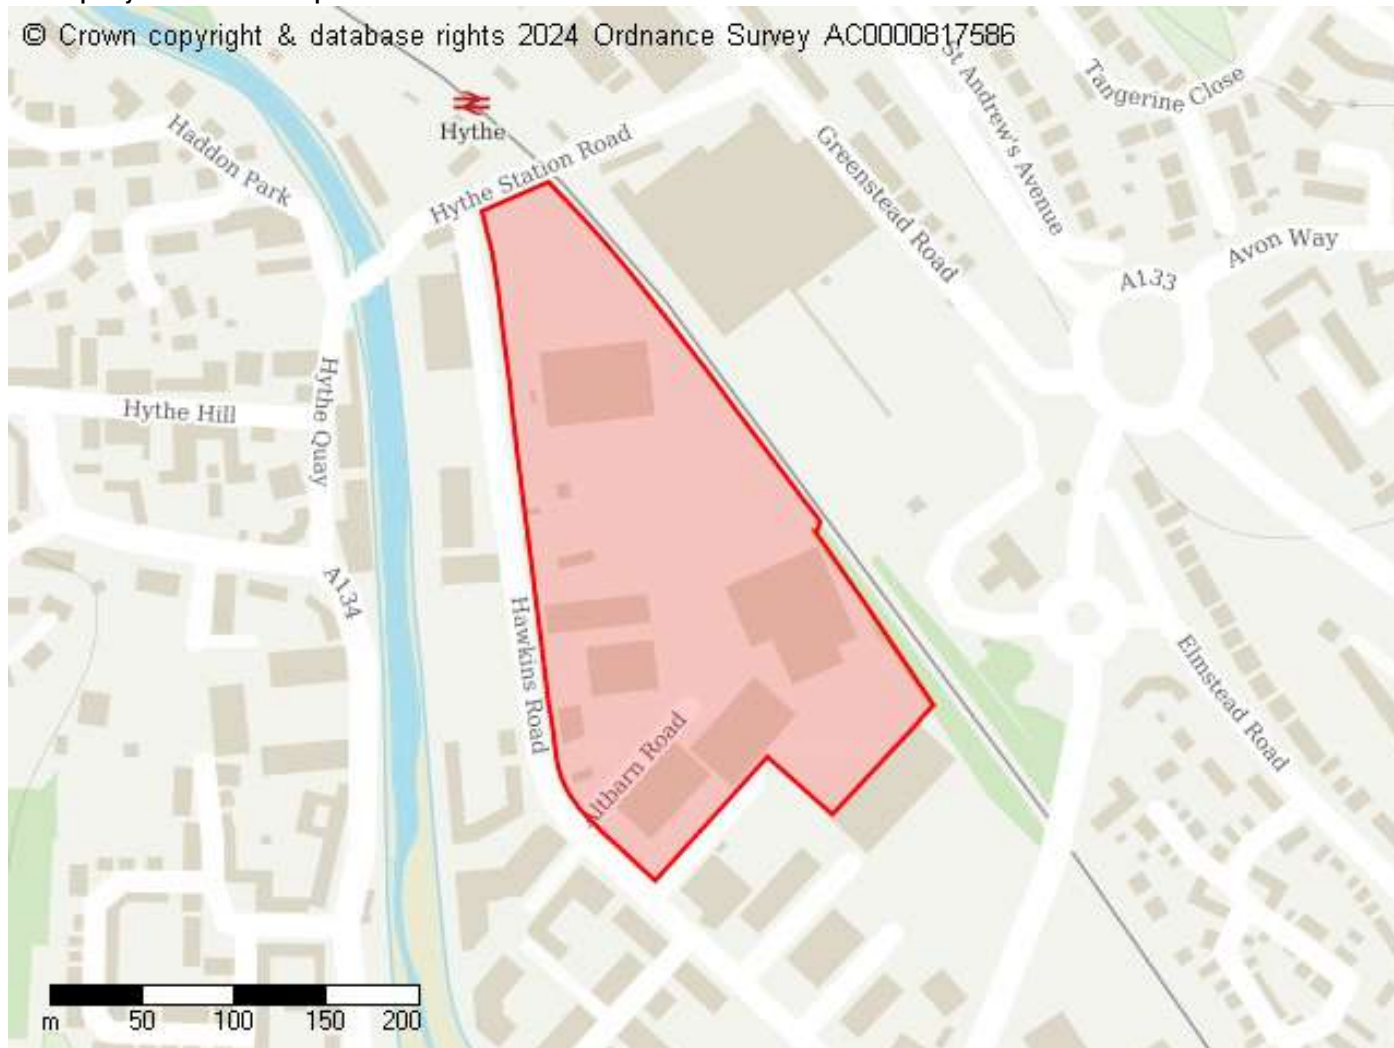 © Crown copyright & database rights 2024 Ordnance Survey AC0000817586
St Andrew's Avenue
Tangerine Close
Hythe
Haddon Park
Hythe Station Road
Greenstead Road
Avon Way
A133
Hythe Quay
Hythe Hill
A134
Hawkins Road
Elmstead Road
Altbarn Road
m 50 100 150 200